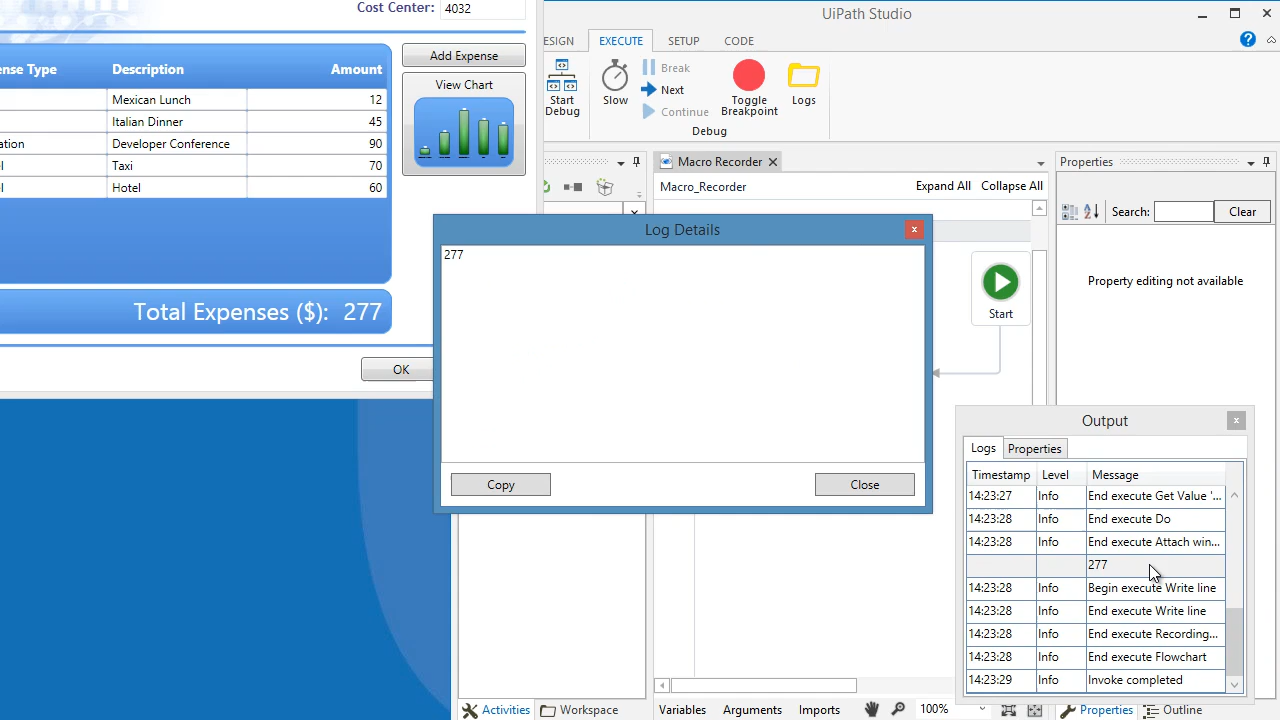 Cost Center: 4032
nse Type Description Amount
Mexican Lunch 12
Italian Dinner 45
ation Developer Conference 90
l Taxi 70
l Hotel 60
Total Expenses ($): 277
OK
Add Expense
View Chart
UiPath Studio
ESIGN EXECUTE SETUP CODE
Start Debug
Slow
Break
Next
Continue
Toggle Breakpoint
Logs
Debug
Macro Recorder
Macro_Recorder Expand All Collapse All
Start
Properties
Search: Clear
Property editing not available
Log Details
277
Copy Close
Output
Logs Properties
Timestamp Level Message
14:23:27 Info End execute Get Value '...
14:23:28 Info End execute Do
14:23:28 Info End execute Attach win...
277
14:23:28 Info Begin execute Write line
14:23:28 Info End execute Write line
14:23:28 Info End execute Recording...
14:23:28 Info End execute Flowchart
14:23:29 Info Invoke completed
Activities Workspace
Variables Arguments Imports 100%
Properties Outline